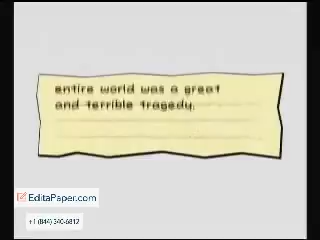 entire world was a great
and terrible tragedy.
EditaPaper.com
+1 (844) 340-6812